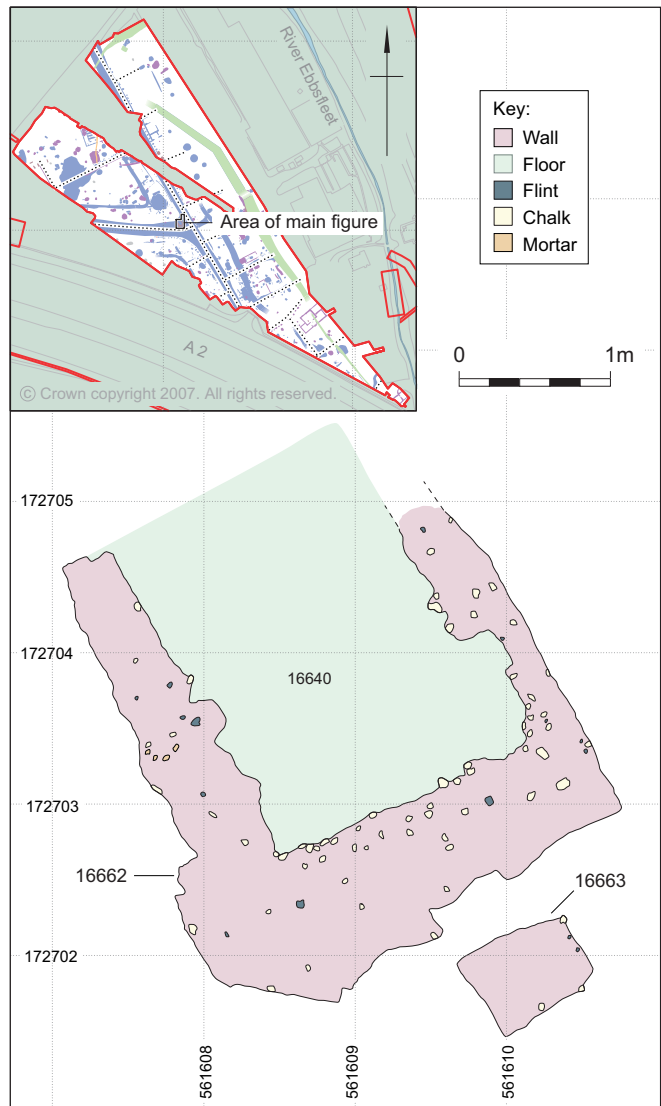 River Ebbsfleet
Area of main figure
A 2
© Crown copyright 2007. All rights reserved.
Key:
Wall
Floor
Flint
Chalk
Mortar
0 1m
172705
172704
16640
172703
16662
16663
172702
561608
561609
561610